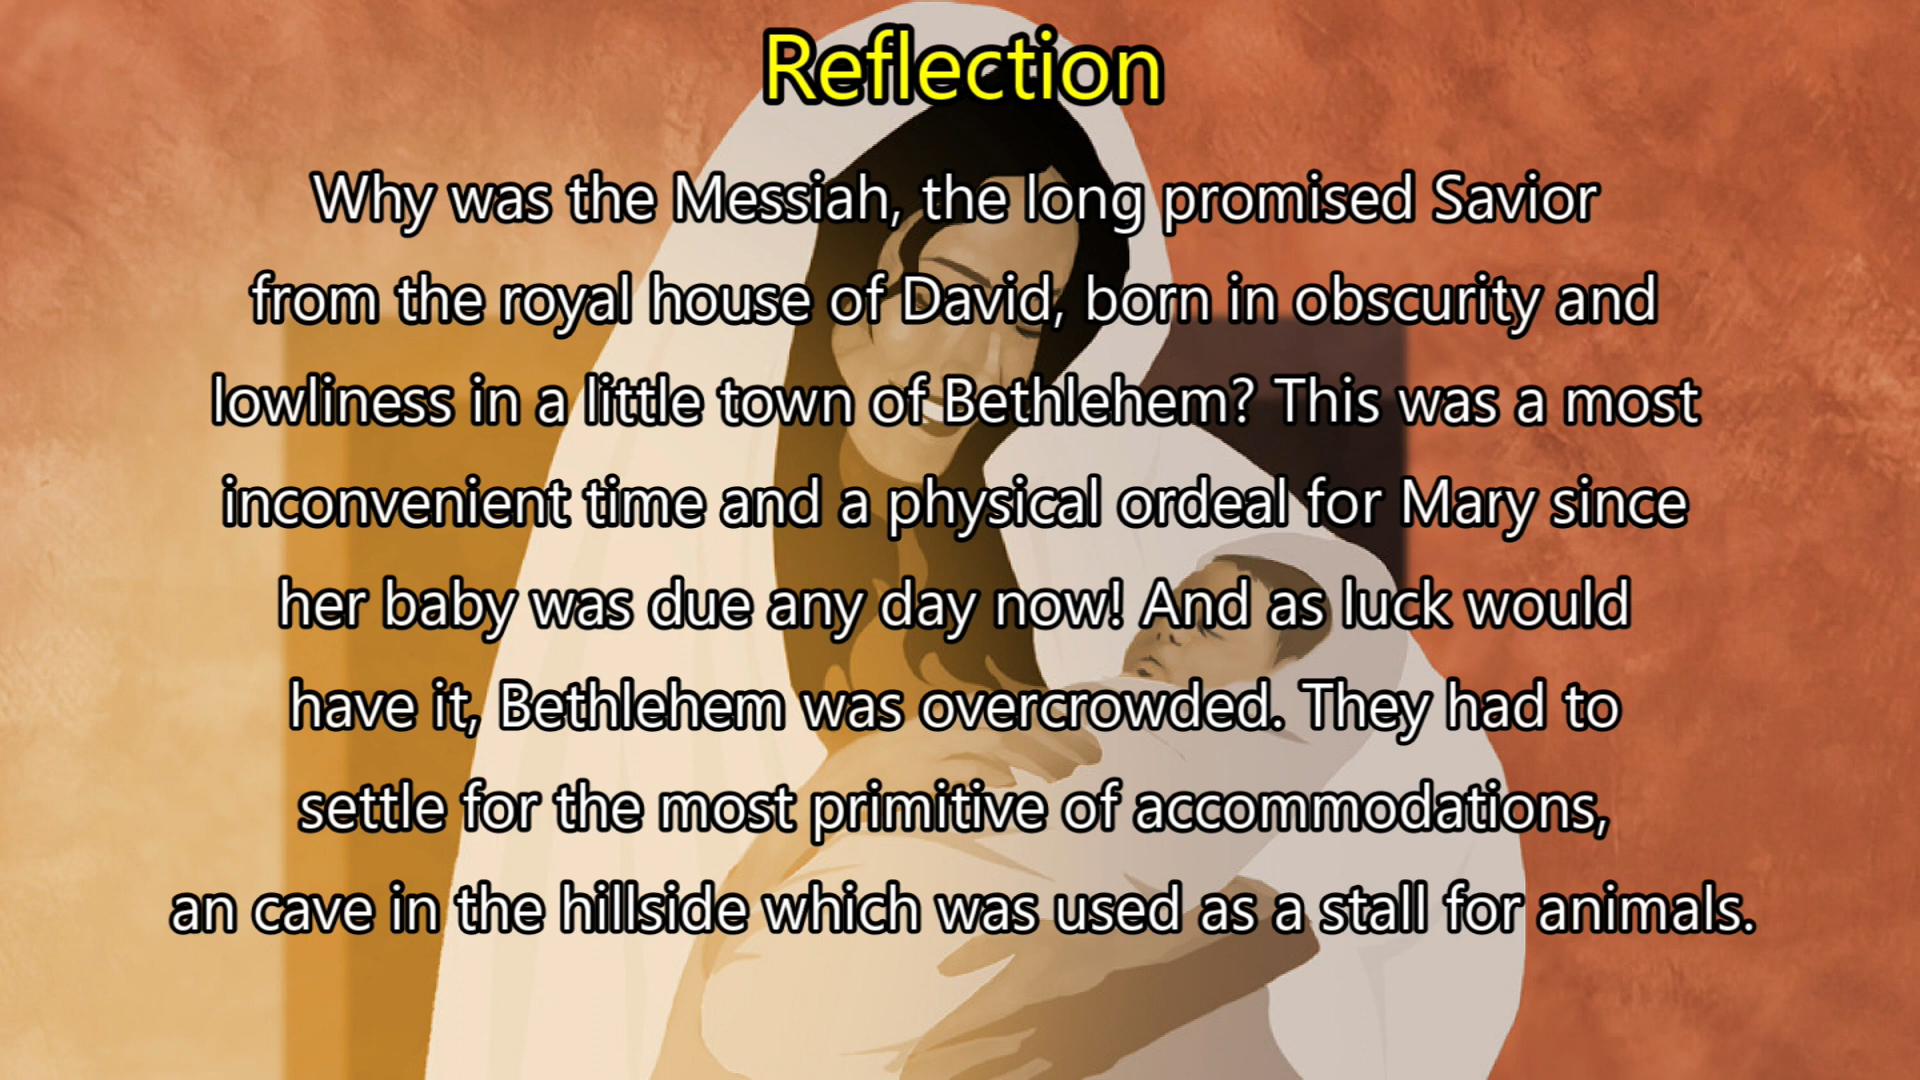 Reflection
Why was the Messiah, the long promised Savior
from the royal house of David, born in obscurity and
lowliness in a little town of Bethlehem? This was a most
inconvenient time and a physical ordeal for Mary since
her baby was due any day now! And as luck would
have it, Bethlehem was overcrowded. They had to
settle for the most primitive of accommodations,
an cave in the hillside which was used as a stall for animals.